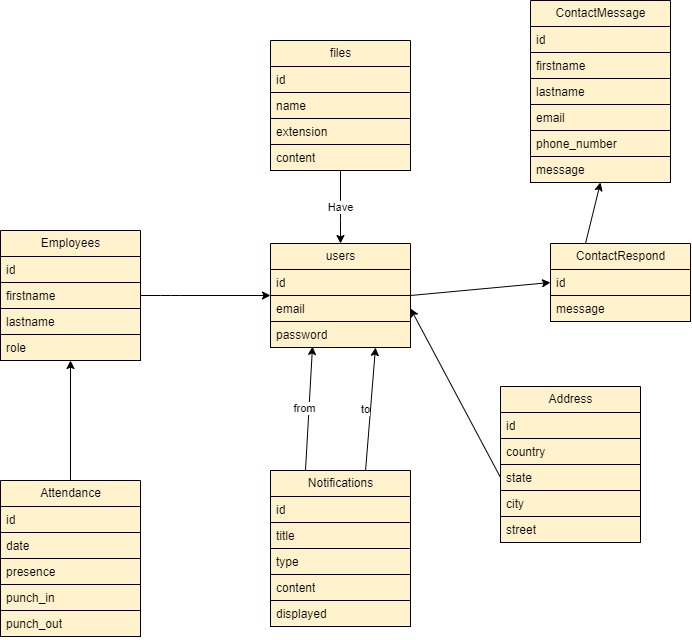 ContactMessage
id
firstname
lastname
email
phone_number
message
files
id
name
extension
content
Have
Employees
id
firstname
lastname
role
users
id
email
password
ContactRespond
id
message
from
to
Address
id
country
state
city
street
Attendance
id
date
presence
punch_in
punch_out
Notifications
id
title
type
content
displayed